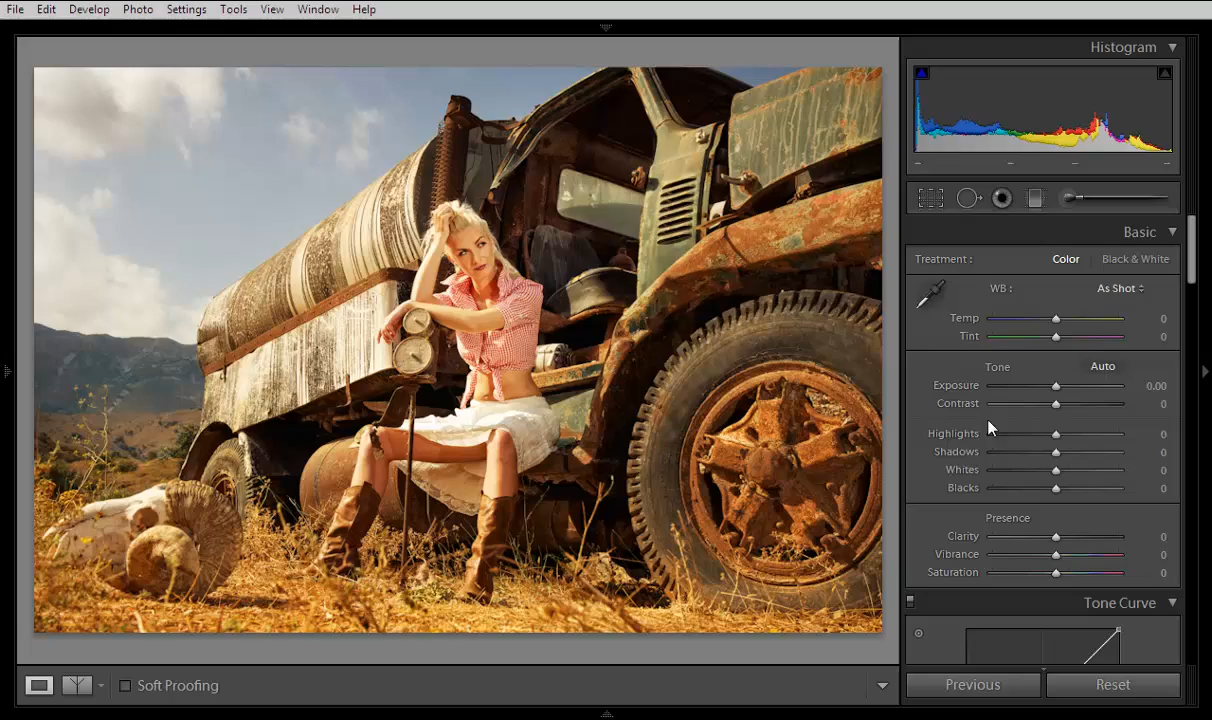 File Edit Develop Photo Settings Tools View Window Help
Histogram
Basic
Treatment : Color Black & White
WB : As Shot
Temp 0
Tint 0
Tone Auto
Exposure 0.00
Contrast 0
Highlights 0
Shadows 0
Whites 0
Blacks 0
Presence
Clarity 0
Vibrance 0
Saturation 0
Tone Curve
Soft Proofing
Previous Reset